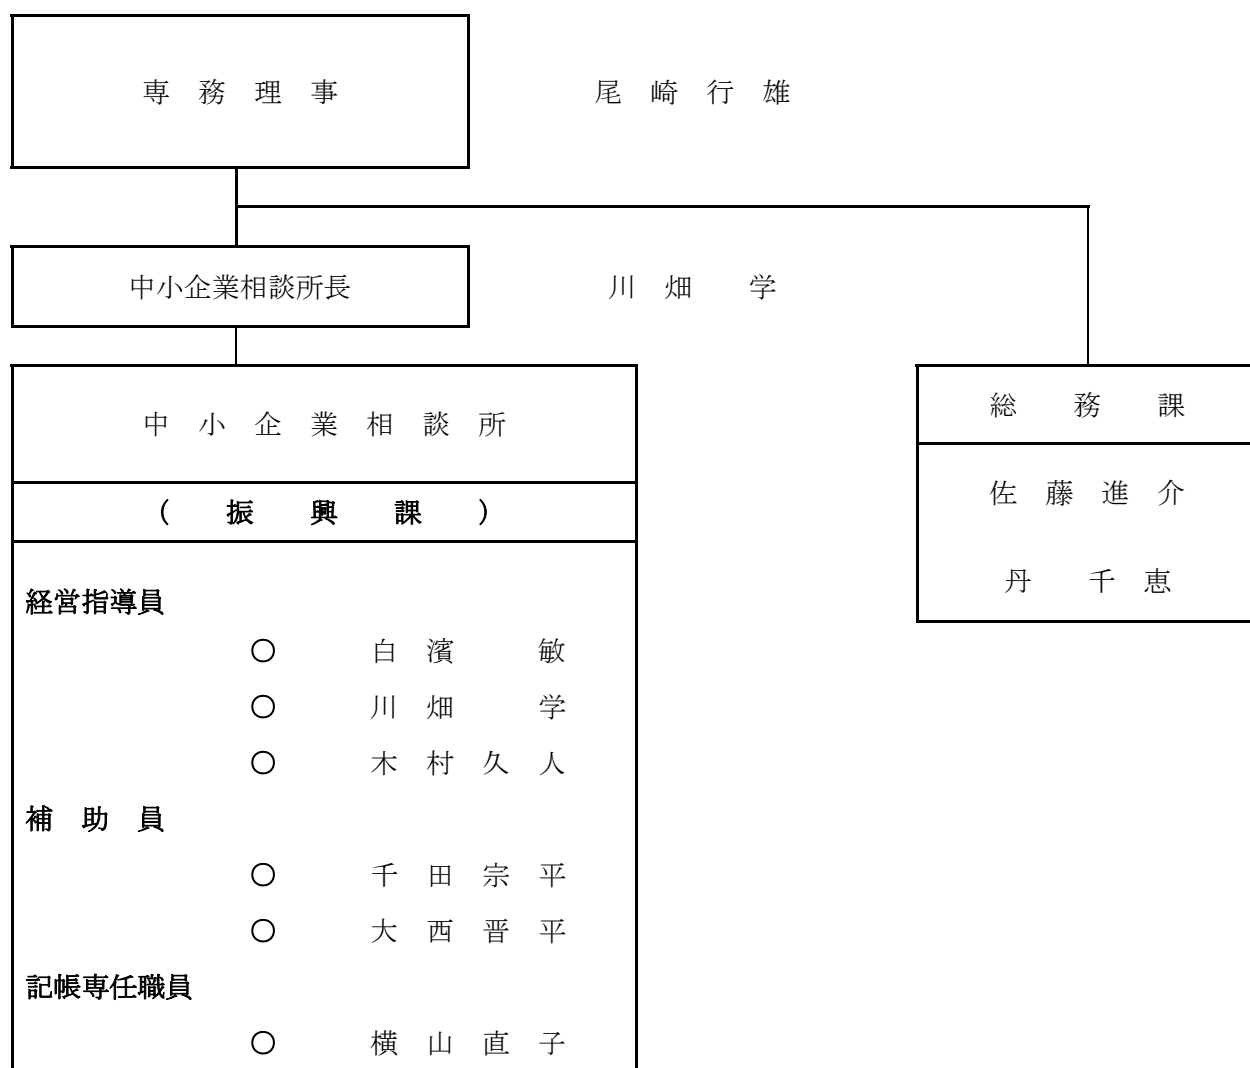 専務理事
尾崎行雄
中小企業相談所長
川畑 学
中小企業相談所
(振興課)
経営指導員
○ 白濱 敏
○ 川畑 学
○ 木村久人
補助員
○ 千田宗平
○ 大西晋平
記帳専任職員
○ 横山直子
総務課
佐藤進介
丹 千恵